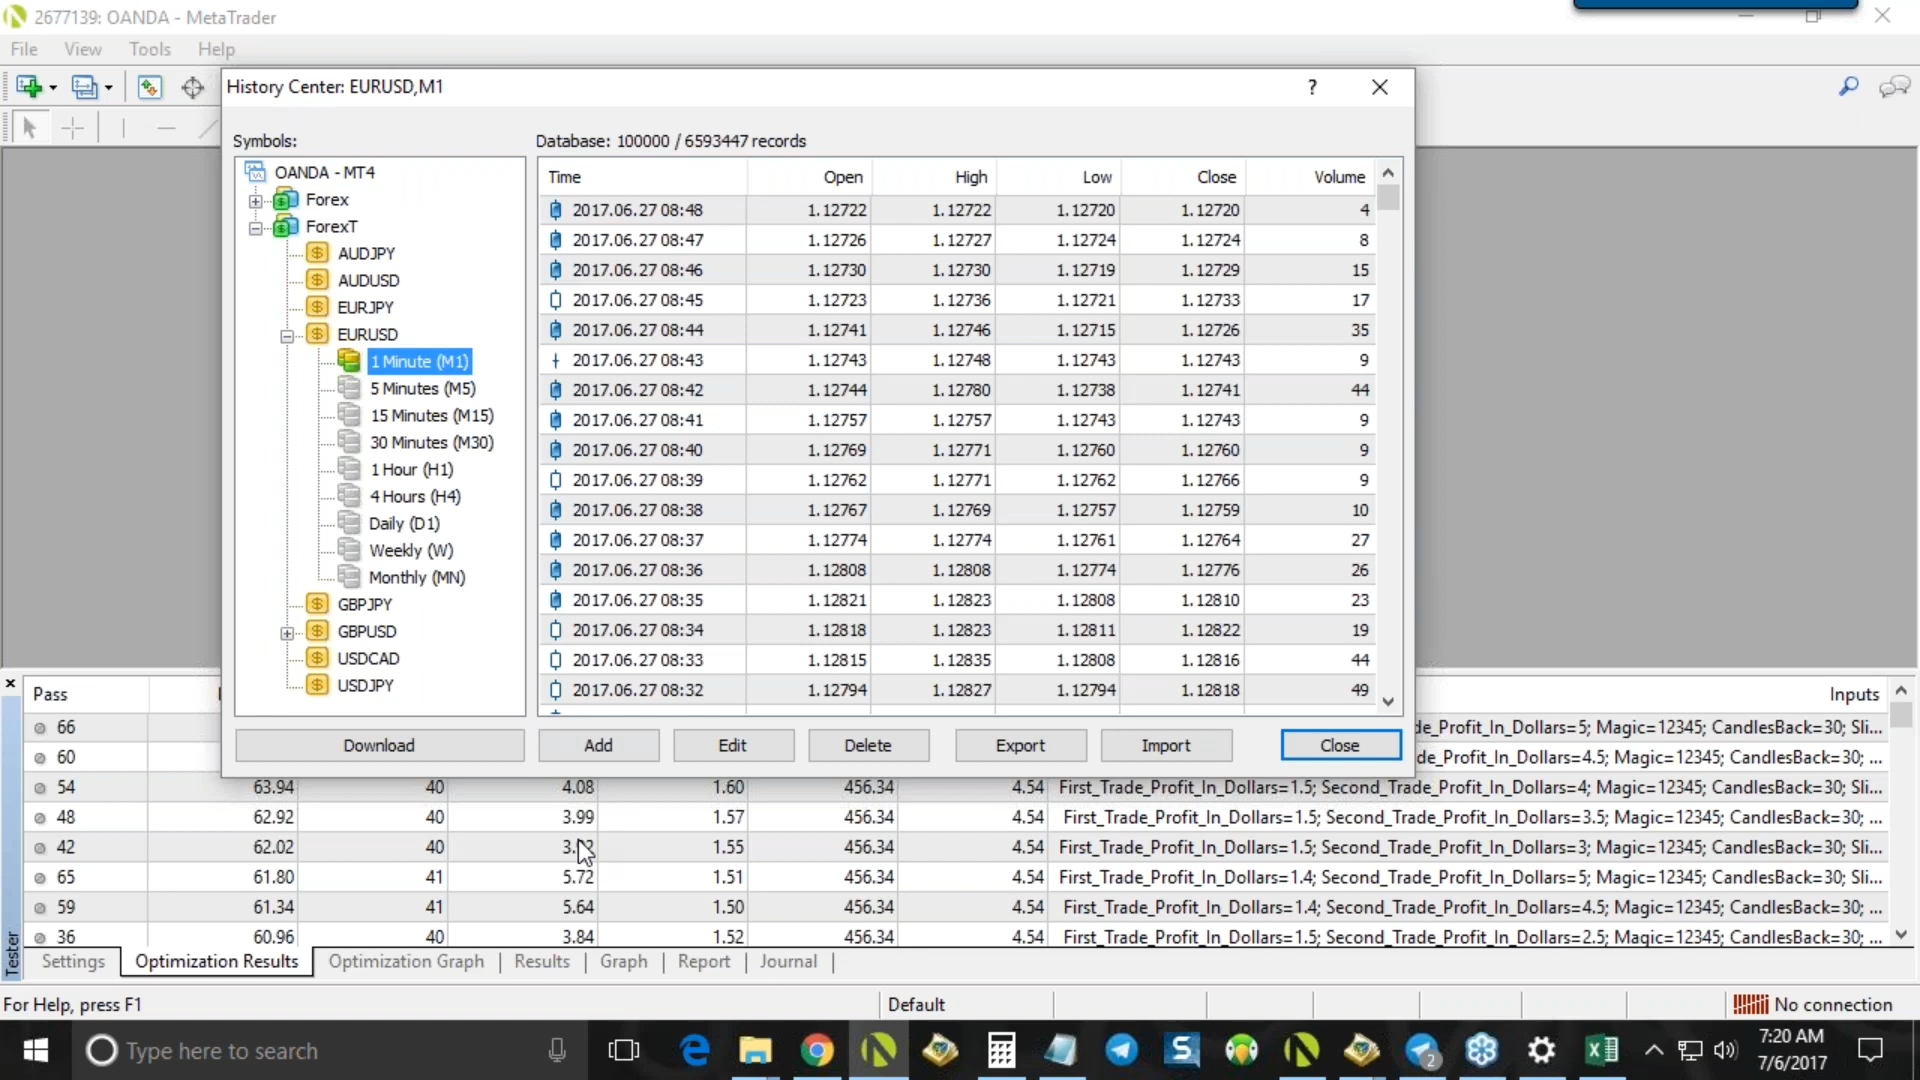 2677139: OANDA - MetaTrader
File View Tools Help
History Center: EURUSD,M1 ?
Symbols: Database: 100000 / 6593447 records
OANDA - MT4
Forex
ForexT
AUDJPY
AUDUSD
EURJPY
EURUSD
1 Minute (M1)
5 Minutes (M5)
15 Minutes (M15)
30 Minutes (M30)
1 Hour (H1)
4 Hours (H4)
Daily (D1)
Weekly (W)
Monthly (MN)
GBPJPY
GBPUSD
USDCAD
USDJPY
Time Open High Low Close Volume
2017.06.27 08:48 1.12722 1.12722 1.12720 1.12720 4
2017.06.27 08:47 1.12726 1.12727 1.12724 1.12724 8
2017.06.27 08:46 1.12730 1.12730 1.12719 1.12729 15
2017.06.27 08:45 1.12723 1.12736 1.12721 1.12733 17
2017.06.27 08:44 1.12741 1.12746 1.12715 1.12726 35
2017.06.27 08:43 1.12743 1.12748 1.12743 1.12743 9
2017.06.27 08:42 1.12744 1.12780 1.12738 1.12741 44
2017.06.27 08:41 1.12757 1.12757 1.12743 1.12743 9
2017.06.27 08:40 1.12769 1.12771 1.12760 1.12760 9
2017.06.27 08:39 1.12762 1.12771 1.12762 1.12766 9
2017.06.27 08:38 1.12767 1.12769 1.12757 1.12759 10
2017.06.27 08:37 1.12774 1.12774 1.12761 1.12764 27
2017.06.27 08:36 1.12808 1.12808 1.12774 1.12776 26
2017.06.27 08:35 1.12821 1.12823 1.12808 1.12810 23
2017.06.27 08:34 1.12818 1.12823 1.12811 1.12822 19
2017.06.27 08:33 1.12815 1.12835 1.12808 1.12816 44
2017.06.27 08:32 1.12794 1.12827 1.12794 1.12818 49
Download Add Edit Delete Export Import Close
Pass Inputs
66 de_Profit_In_Dollars=5; Magic=12345; CandlesBack=30; Sli...
60 de_Profit_In_Dollars=4.5; Magic=12345; CandlesBack=30; ...
54 63.94 40 4.08 1.60 456.34 4.54 First_Trade_Profit_In_Dollars=1.5; Second_Trade_Profit_In_Dollars=4; Magic=12345; CandlesBack=30; Sli...
48 62.92 40 3.99 1.57 456.34 4.54 First_Trade_Profit_In_Dollars=1.5; Second_Trade_Profit_In_Dollars=3.5; Magic=12345; CandlesBack=30; ...
42 62.02 40 1.55 456.34 4.54 First_Trade_Profit_In_Dollars=1.5; Second_Trade_Profit_In_Dollars=3; Magic=12345; CandlesBack=30; Sli...
65 61.80 41 5.72 1.51 456.34 4.54 First_Trade_Profit_In_Dollars=1.4; Second_Trade_Profit_In_Dollars=5; Magic=12345; CandlesBack=30; Sli...
59 61.34 41 5.64 1.50 456.34 4.54 First_Trade_Profit_In_Dollars=1.4; Second_Trade_Profit_In_Dollars=4.5; Magic=12345; CandlesBack=30; ...
36 60.96 40 3.84 1.52 456.34 4.54 First_Trade_Profit_In_Dollars=1.5; Second_Trade_Profit_In_Dollars=2.5; Magic=12345; CandlesBack=30; ...
Tester
Settings Optimization Results Optimization Graph Results Graph Report Journal
For Help, press F1 Default No connection
Type here to search 2 7:20 AM
7/6/2017